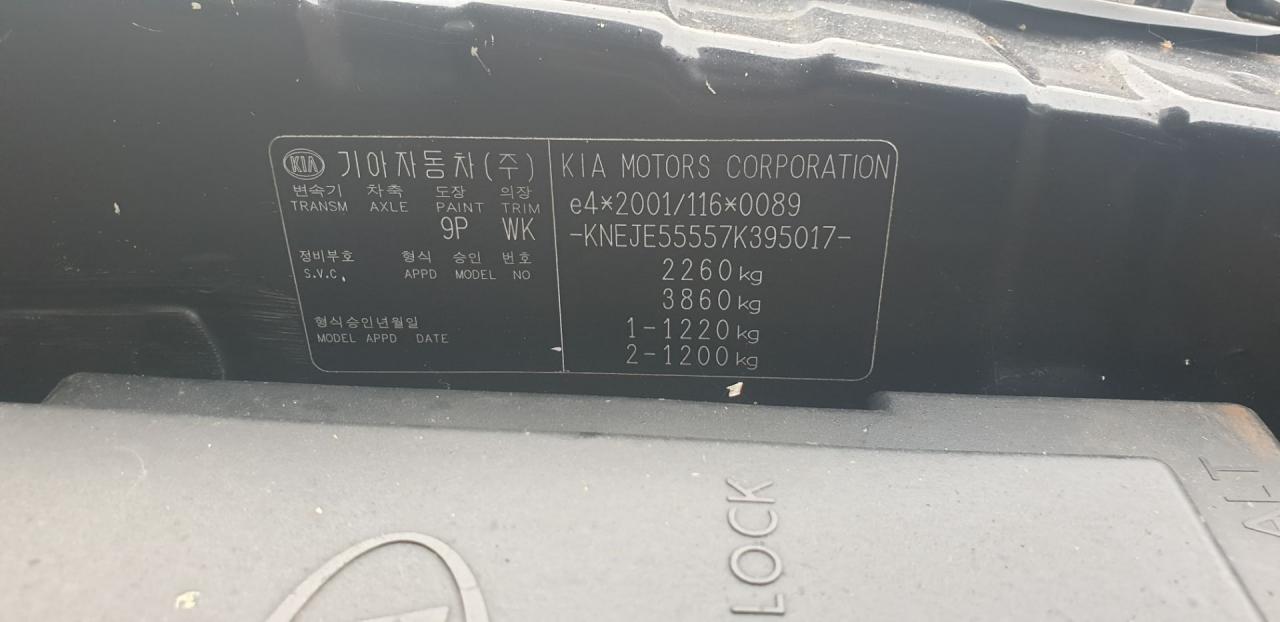 KIA 기아자동차(주)
변속기 차축 도장 의장
TRANSM AXLE PAINT TRIM
9P WK
정비부호 형식 승인 번호
S.V.C. APPD MODEL NO
형식승인년월일
MODEL APPD DATE
KIA MOTORS CORPORATION
e4*2001/116*0089
-KNEJE55557K395017-
2260kg
3860kg
1-1220kg
2-1200kg
LOCK
ALT